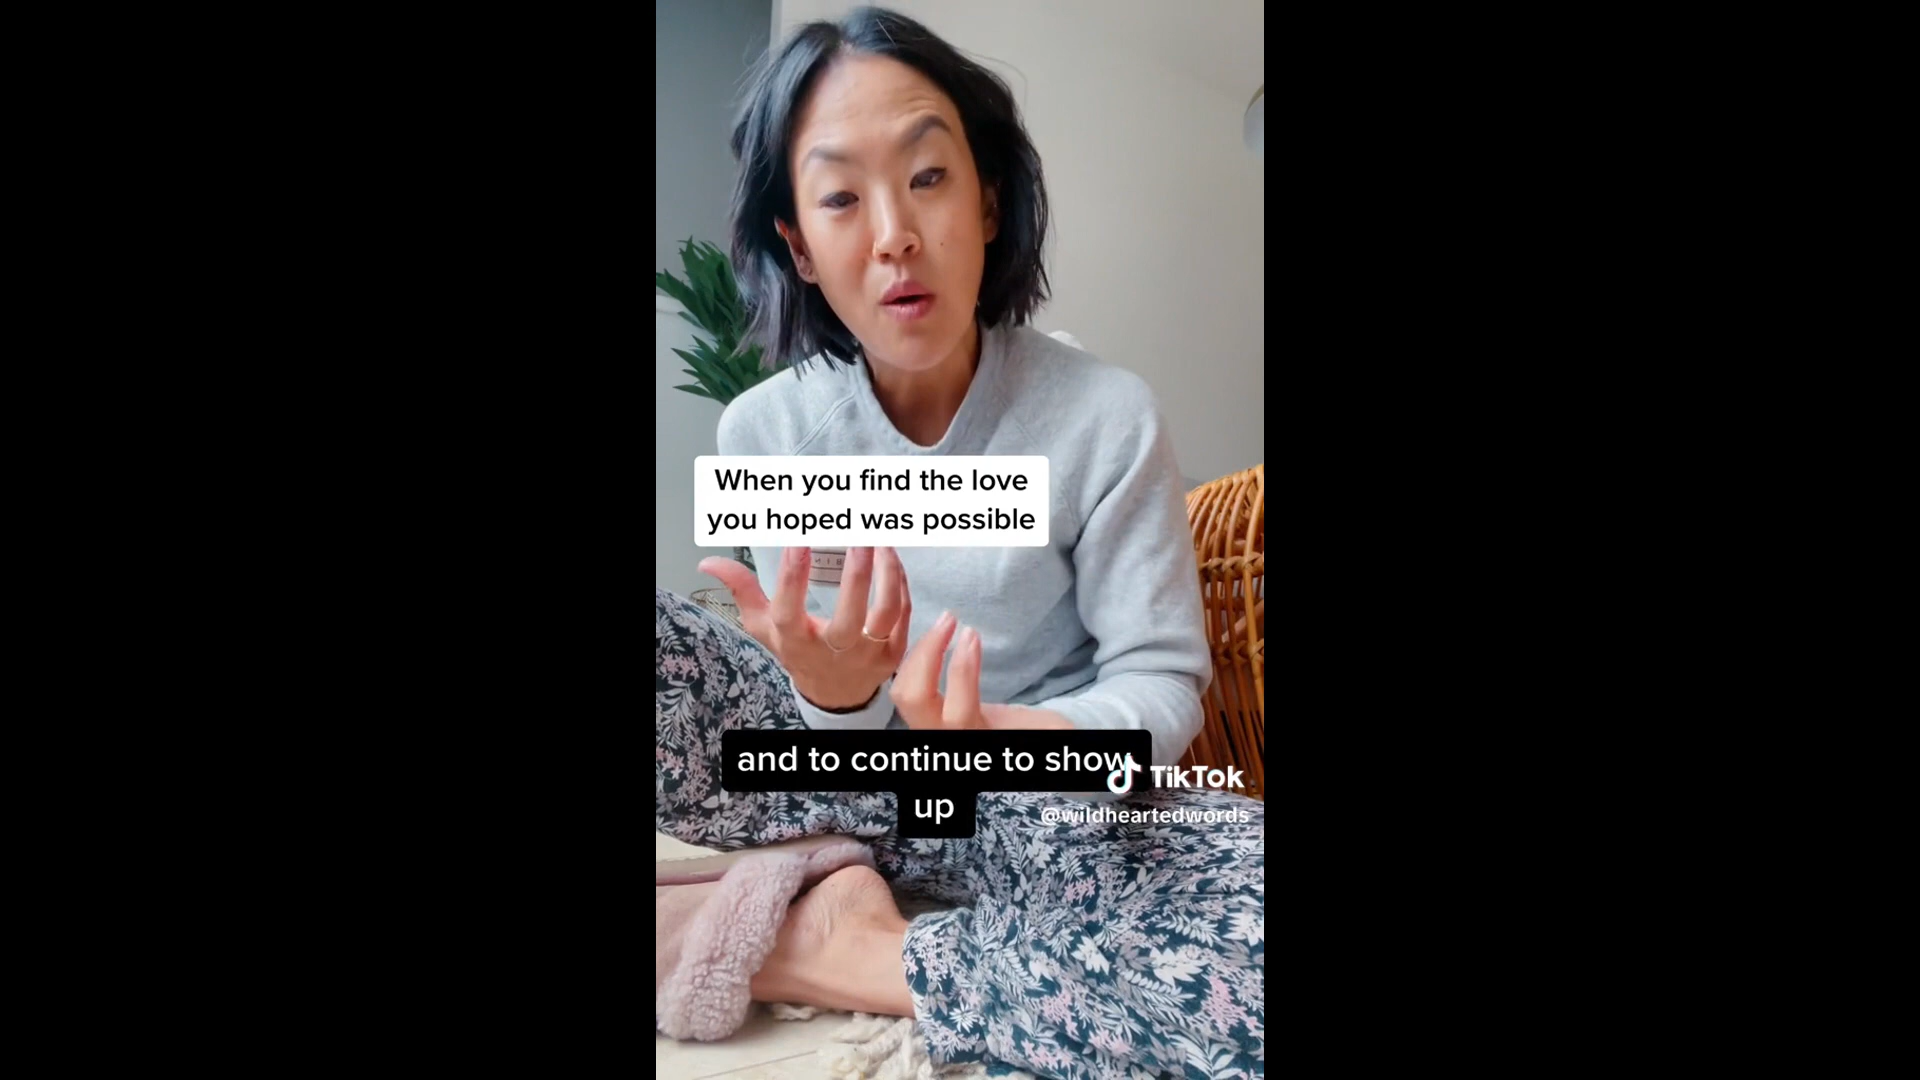 When you find the love
you hoped was possible
and to continue to show
up
TikTok
@wildheartedwords